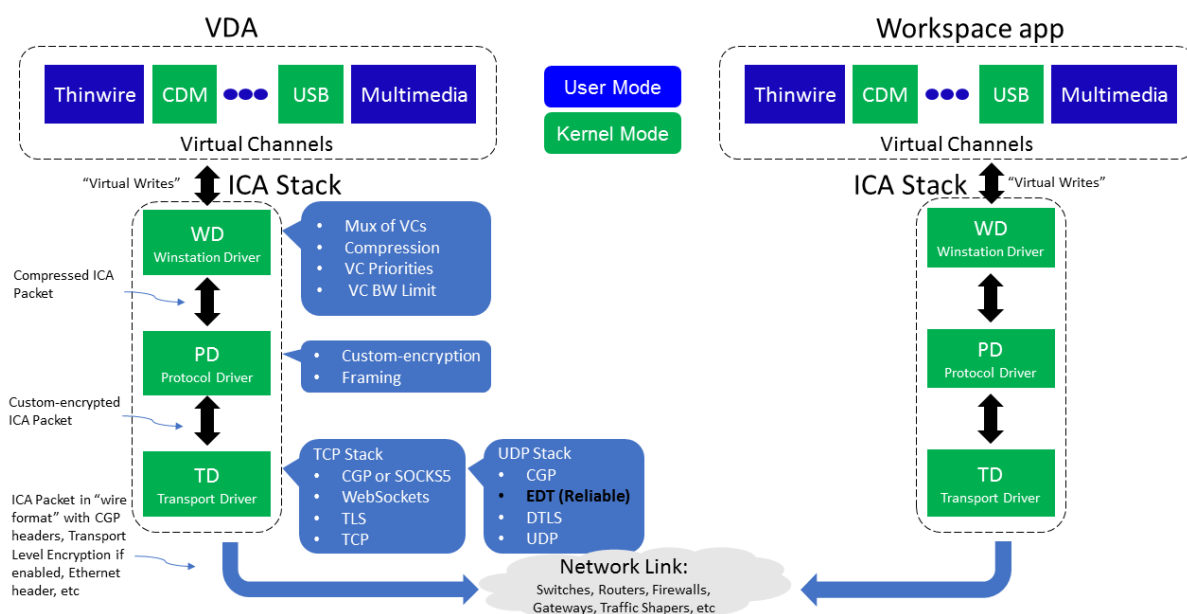 VDA
Thinwire
CDM
USB
Multimedia
Virtual Channels
User Mode
Kernel Mode
Workspace app
Thinwire
CDM
USB
Multimedia
Virtual Channels
“Virtual Writes”
ICA Stack
WD
Winstation Driver
• Mux of VCs
• Compression
• VC Priorities
• VC BW Limit
Compressed ICA
Packet
PD
Protocol Driver
• Custom-encryption
• Framing
Custom-encrypted
ICA Packet
TD
Transport Driver
TCP Stack
• CGP or SOCKS5
• WebSockets
• TLS
• TCP
UDP Stack
• CGP
• EDT (Reliable)
• DTLS
• UDP
ICA Packet in “wire
format” with CGP
headers, Transport
Level Encryption if
enabled, Ethernet
header, etc
ICA Stack
“Virtual Writes”
WD
Winstation Driver
PD
Protocol Driver
TD
Transport Driver
Network Link:
Switches, Routers, Firewalls,
Gateways, Traffic Shapers, etc